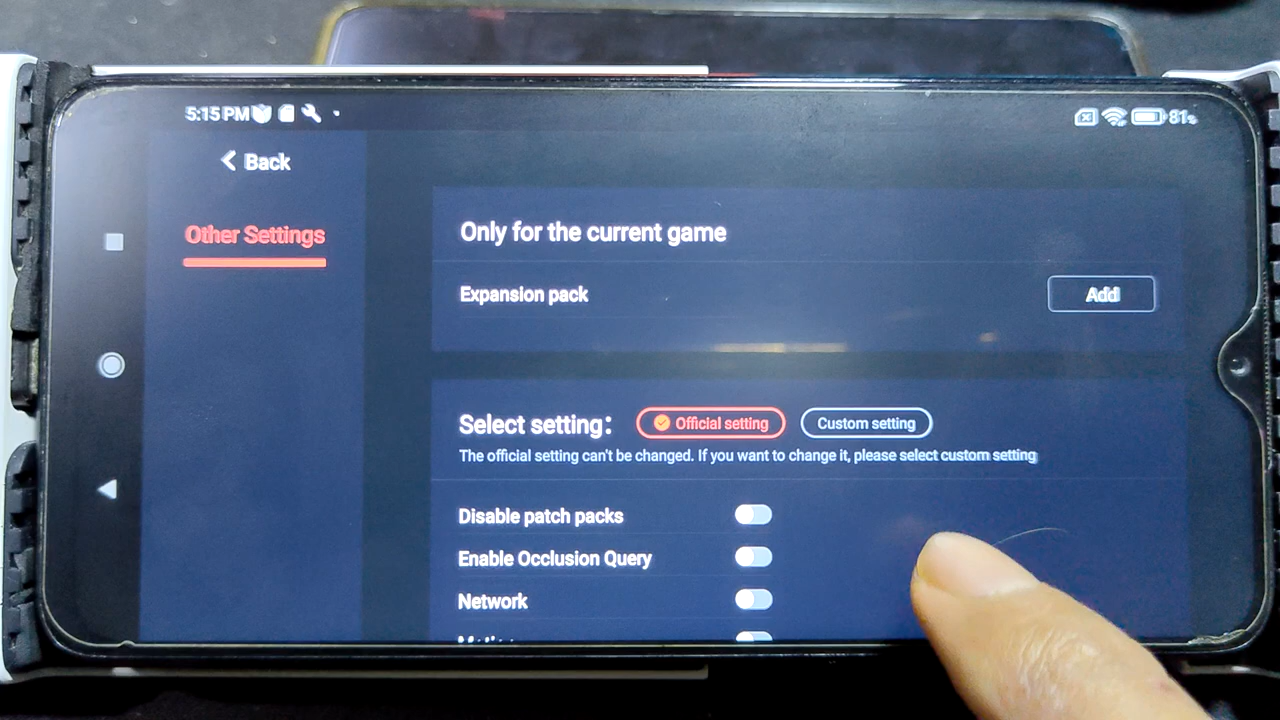 5:15 PM
81%
Back
Other Settings
Only for the current game
Expansion pack
Add
Select setting:
Official setting
Custom setting
The official setting can't be changed. If you want to change it, please select custom setting
Disable patch packs
Enable Occlusion Query
Network